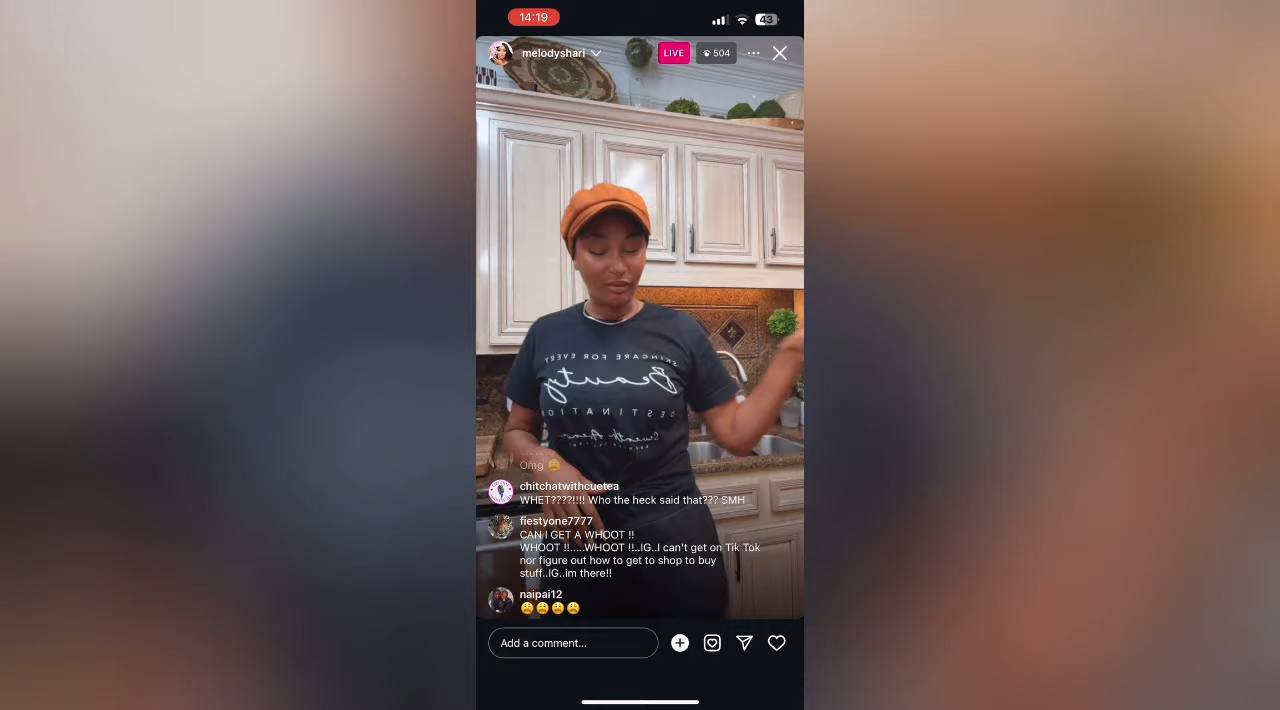 14:19
43
melodyshari
LIVE
504
SKINCARE FOR EVERY
Beauty
DESTINATIO
Omg 😩
chitchatwithcuetea
WHET????!!!! Who the heck said that??? SMH
fiestyone7777
CAN I GET A WHOOT !!
WHOOT !!.....WHOOT !!..IG..I can't get on Tik Tok
nor figure out how to get to shop to buy
stuff..IG..im there!!
naipai12
😩😩😩😩
Add a comment...